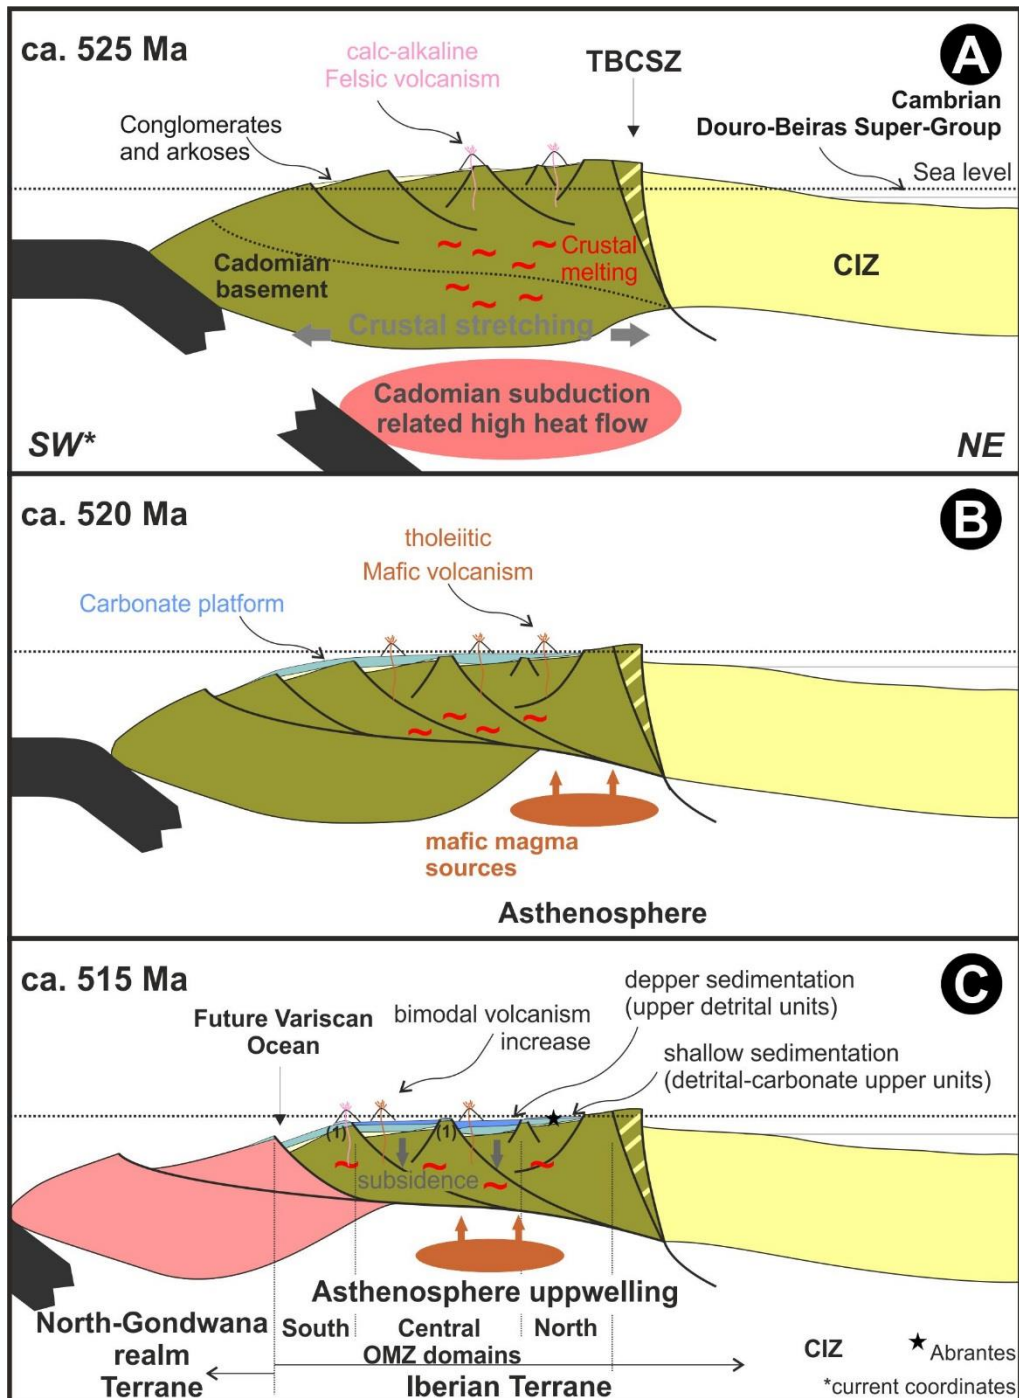 ca. 525 Ma
A
calc-alkaline
Felsic volcanism
TBCSZ
Cambrian
Douro-Beiras Super-Group
Conglomerates
and arkoses
Sea level
Cadomian
basement
Crustal
melting
CIZ
Crustal stretching
Cadomian subduction
related high heat flow
SW*
NE
ca. 520 Ma
B
tholeiitic
Mafic volcanism
Carbonate platform
mafic magma
sources
Asthenosphere
ca. 515 Ma
C
Future Variscan
Ocean
bimodal volcanism
increase
depper sedimentation
(upper detrital units)
shallow sedimentation
(detrital-carbonate upper units)
(1)
(1)
subsidence
Asthenosphere uppwelling
North-Gondwana
realm
Terrane
South
Central
North
OMZ domains
Iberian Terrane
CIZ
Abrantes
*current coordinates